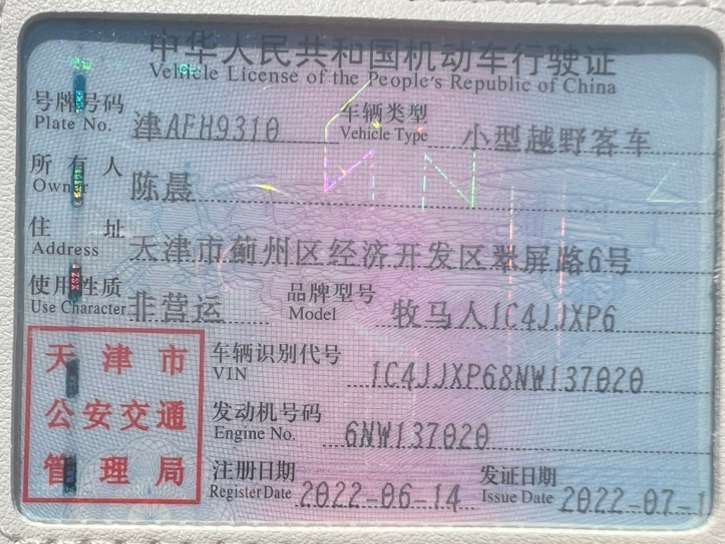 中华人民共和国机动车行驶证
Vehicle License of the People's Republic of China
号牌号码 津AFH9310 车辆类型 小型越野客车
Plate No. Vehicle Type
所有人 陈晨
Owner
住址 天津市蓟州区经济开发区翠屏路6号
Address
使用性质 非营运 品牌型号 牧马人1C4JJXP6
Use Character Model
天津市 车辆识别代号 1C4JJXP68NW137020
VIN
公安交通 发动机号码 6NW137020
Engine No.
管理局 注册日期 2022-06-14 发证日期 2022-07-1
Register Date Issue Date